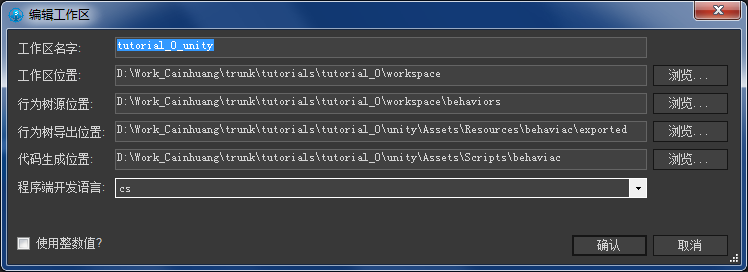 编辑工作区
工作区名字: tutorial_0_unity
工作区位置: D:\Work_Cainhuang\trunk\tutorials\tutorial_0\workspace 浏览...
行为树源位置: D:\Work_Cainhuang\trunk\tutorials\tutorial_0\workspace\behaviors 浏览...
行为树导出位置: D:\Work_Cainhuang\trunk\tutorials\tutorial_0\unity\Assets\Resources\behaviac\exported 浏览...
代码生成位置: D:\Work_Cainhuang\trunk\tutorials\tutorial_0\unity\Assets\Scripts\behaviac 浏览...
程序端开发语言: cs
使用整数值? 确认 取消